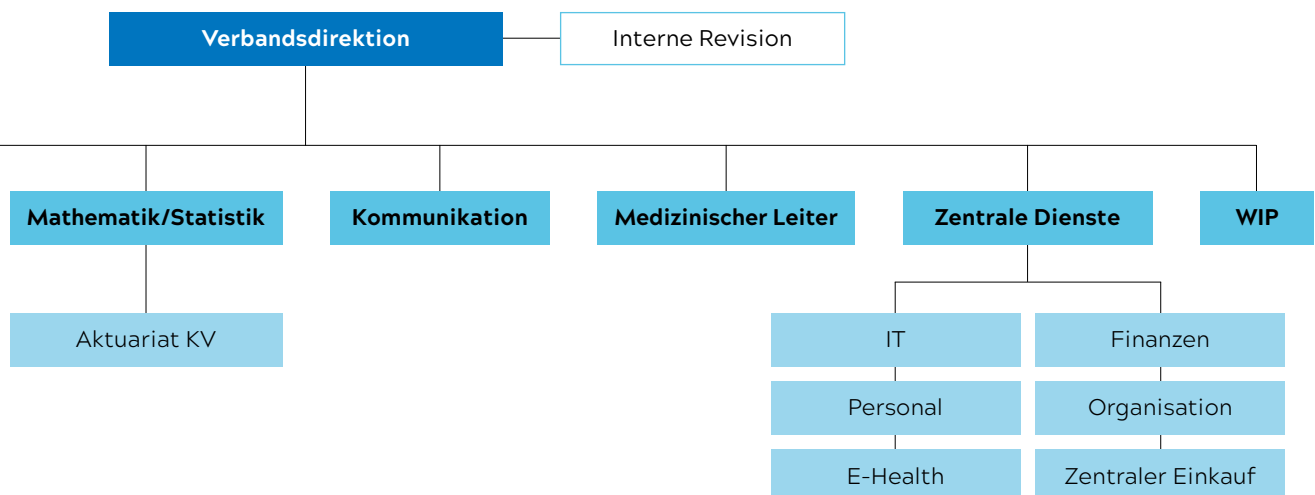 Verbandsdirektion
Interne Revision
Mathematik/Statistik
Kommunikation
Medizinischer Leiter
Zentrale Dienste
WIP
Aktuariat KV
IT
Finanzen
Personal
Organisation
E-Health
Zentraler Einkauf